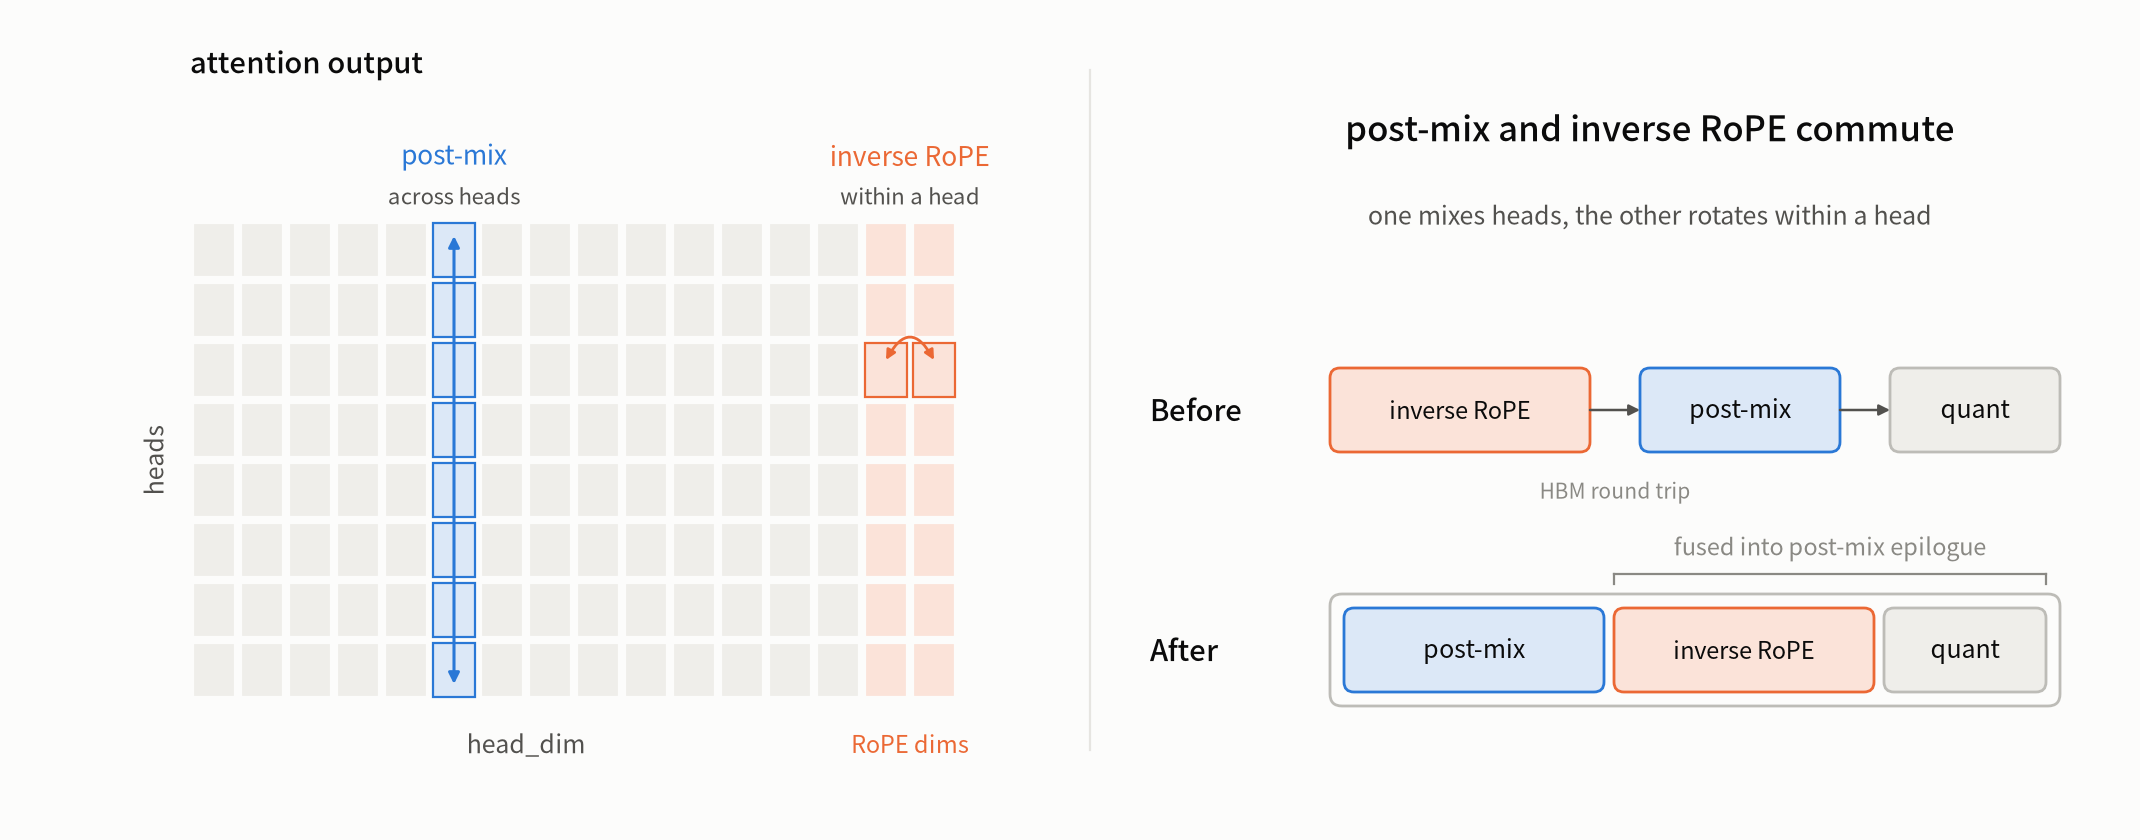 attention output
post-mix
across heads
inverse RoPE
within a head
heads
head_dim
RoPE dims
post-mix and inverse RoPE commute
one mixes heads, the other rotates within a head
Before
inverse RoPE
post-mix
quant
HBM round trip
fused into post-mix epilogue
After
post-mix
inverse RoPE
quant